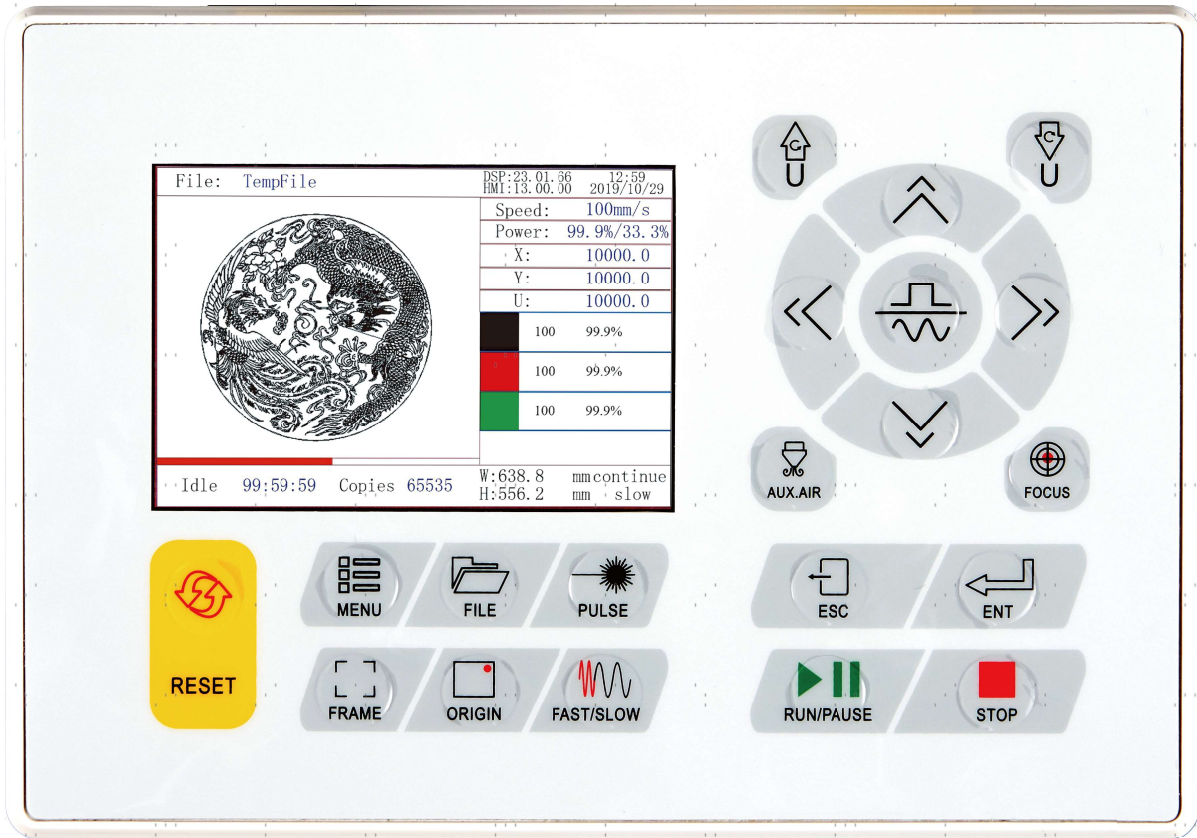 File: TempFile
DSP:23.01.66 12:59
HMI:13.00.00 2019/10/29
Speed: 100mm/s
Power: 99.9%/33.3%
X: 10000.0
Y: 10000.0
U: 10000.0
100 99.9%
100 99.9%
100 99.9%
Idle 99:59:59 Copies 65535
W:638.8 mm continue
H:556.2 mm slow
U
U
AUX.AIR
FOCUS
RESET
MENU
FILE
PULSE
ESC
ENT
FRAME
ORIGIN
FAST/SLOW
RUN/PAUSE
STOP